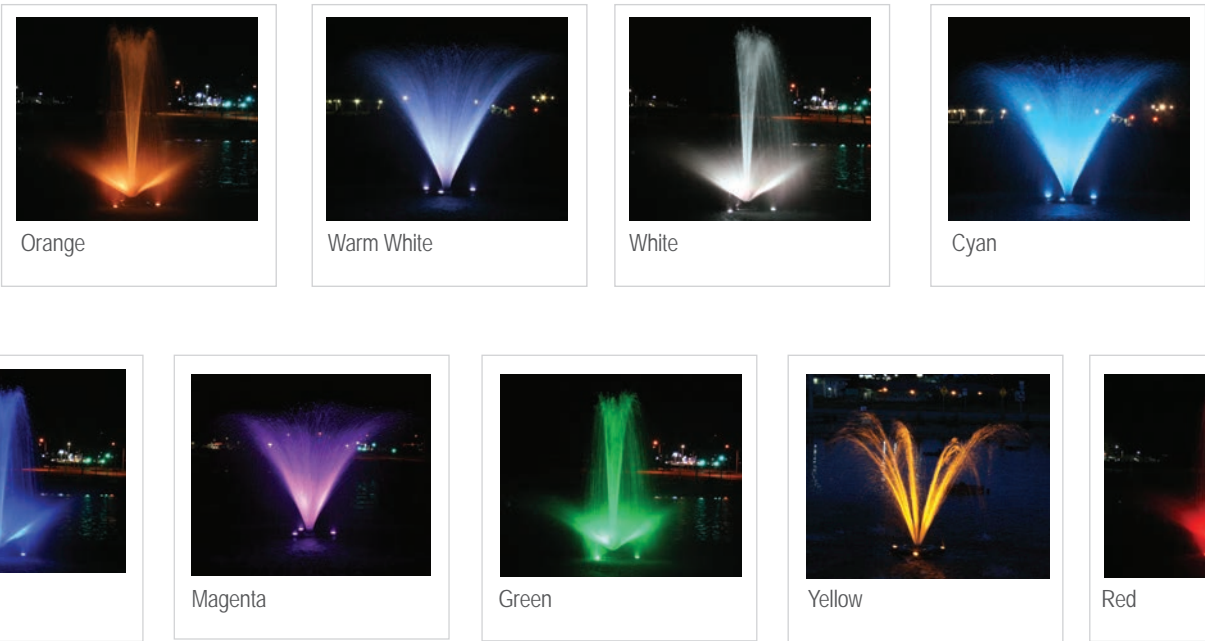 Orange
Warm White
White
Cyan
Magenta
Green
Yellow
Red